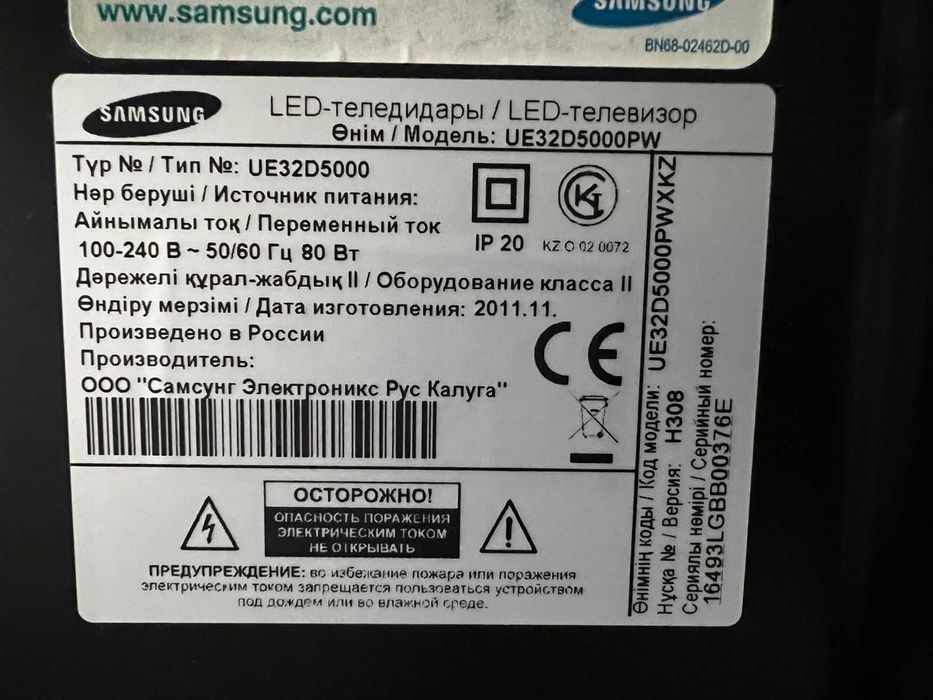 www.samsung.com
SAMSUNG
BN68-02462D-00
SAMSUNG
LED-теледидары / LED-телевизор
Өнім / Модель: UE32D5000PW
Түр № / Тип №: UE32D5000
Нәр беруші / Источник питания:
Айнымалы ток / Переменный ток
100-240 В ~ 50/60 Гц 80 Вт
IP 20
KZ O 02 0072
Дәрежелі құрал-жабдық II / Оборудование класса II
Өндіру мерзімі / Дата изготовления: 2011.11.
Произведено в России
Производитель:
ООО "Самсунг Электроникс Рус Калуга"
CE
ОСТОРОЖНО!
ОПАСНОСТЬ ПОРАЖЕНИЯ
ЭЛЕКТРИЧЕСКИМ ТОКОМ
НЕ ОТКРЫВАТЬ
ПРЕДУПРЕЖДЕНИЕ: во избежание пожара или поражения
электрическим током запрещается пользоваться устройством
под дождем или во влажной среде.
Өнімнің коды / Код модели: UE32D5000PWXKZ
Нұсқа № / Версия: H308
Сериялы нөмірі / Серийный номер:
16493LGBB00376E